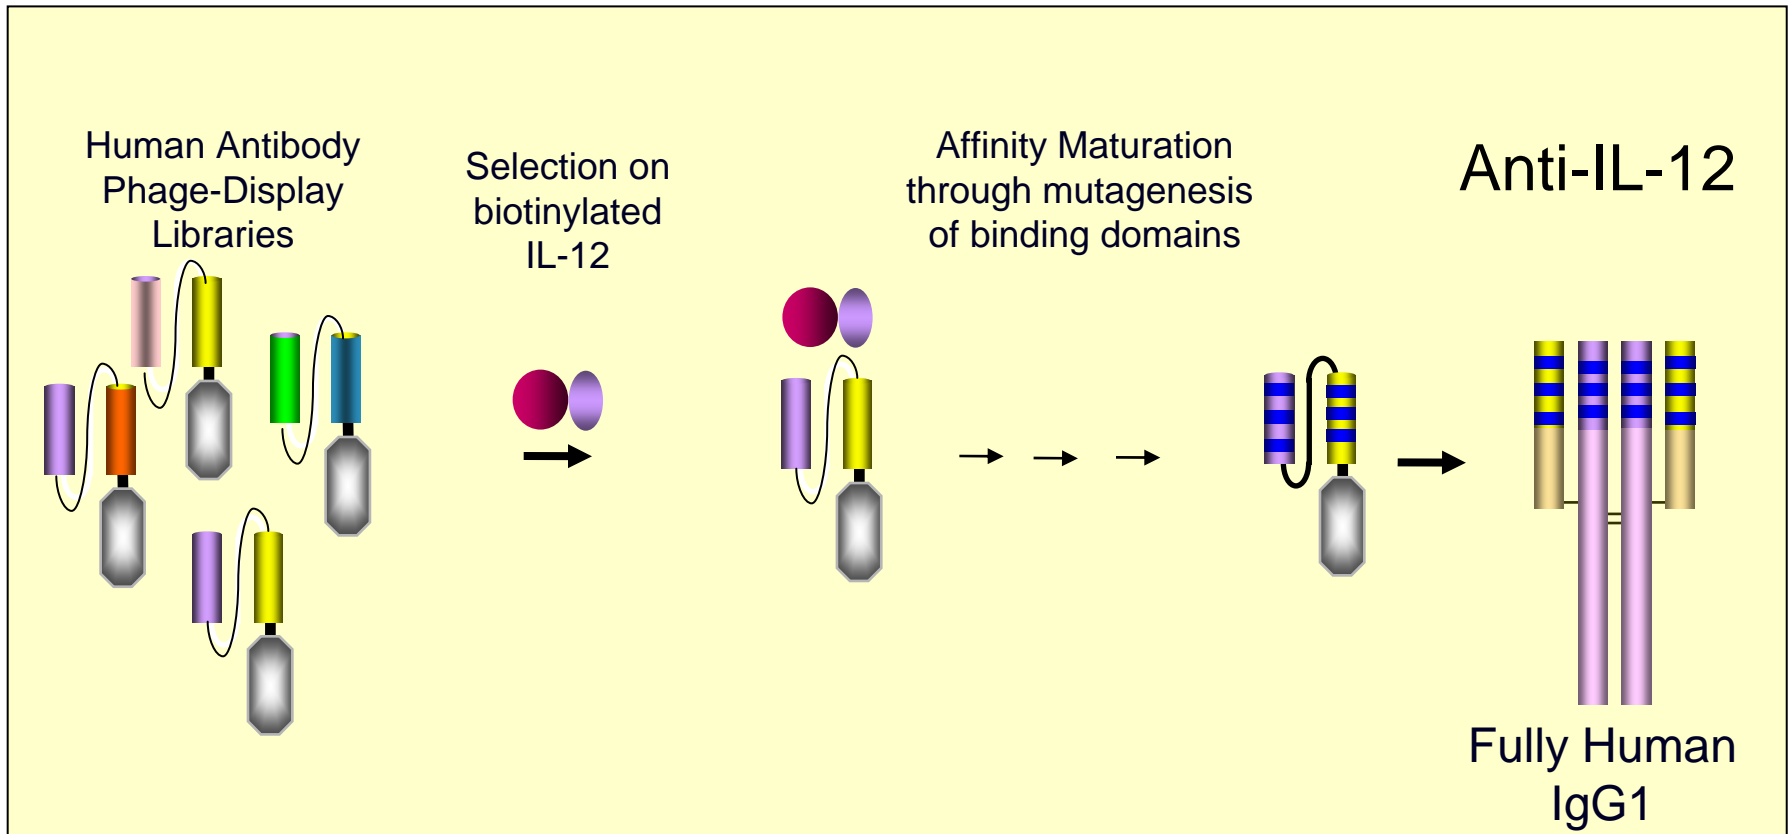 Human Antibody
Phage-Display
Libraries
Selection on
biotinylated
IL-12
Affinity Maturation
through mutagenesis
of binding domains
Anti-IL-12
Fully Human
IgG1